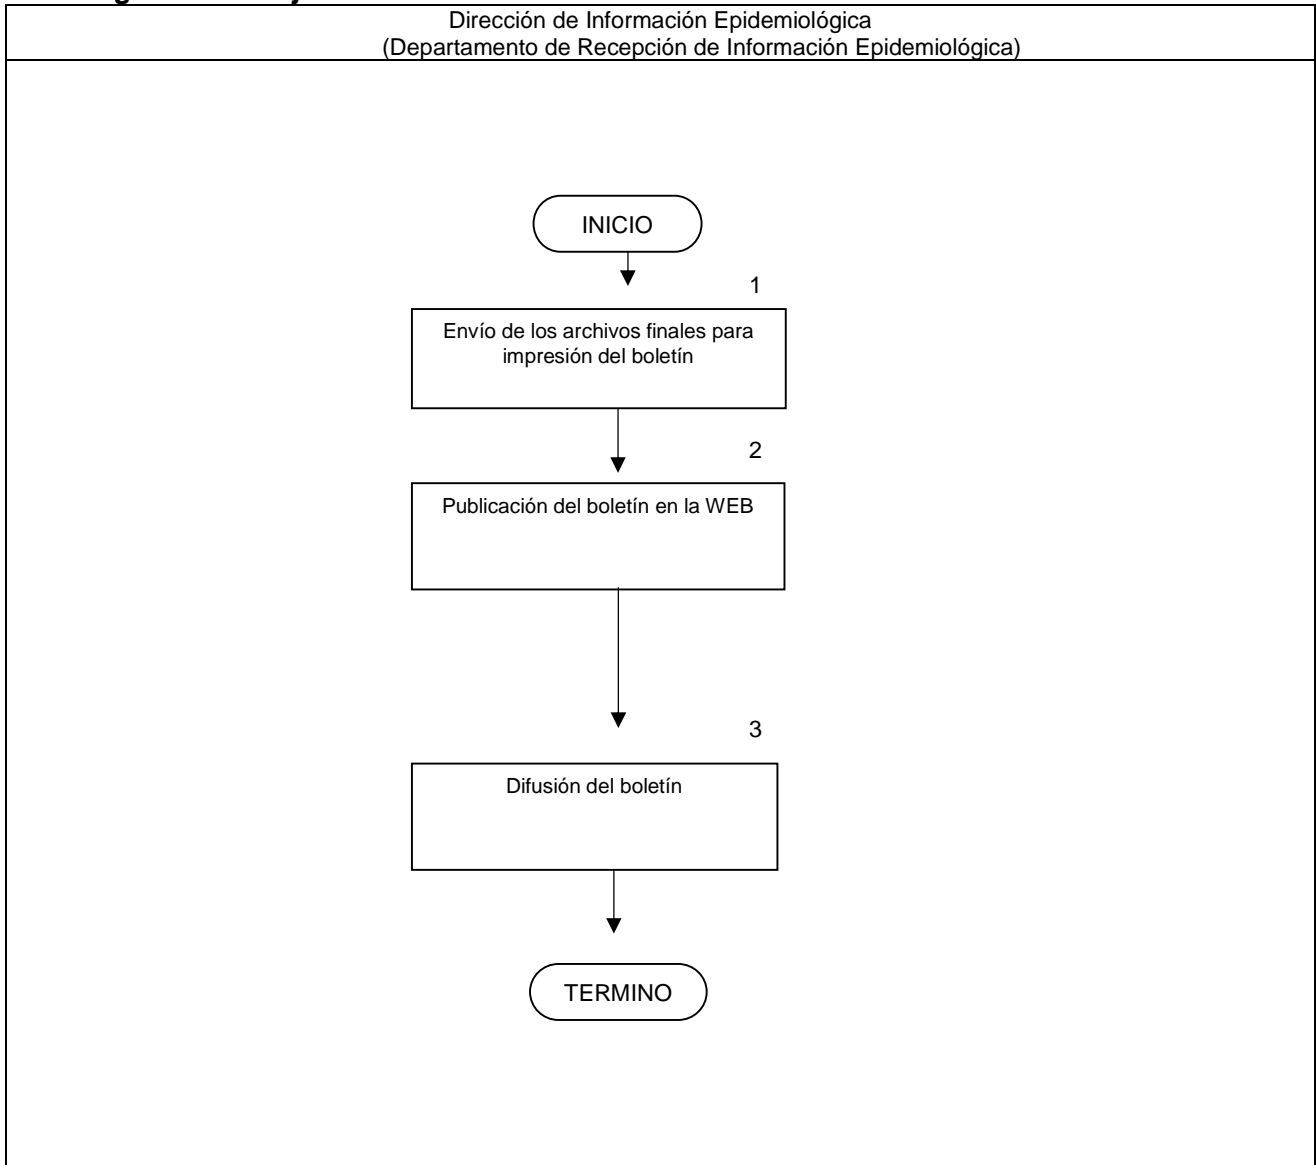 Dirección de Información Epidemiológica
(Departamento de Recepción de Información Epidemiológica)
INICIO
1
Envío de los archivos finales para
impresión del boletín
2
Publicación del boletín en la WEB
3
Difusión del boletín
TERMINO